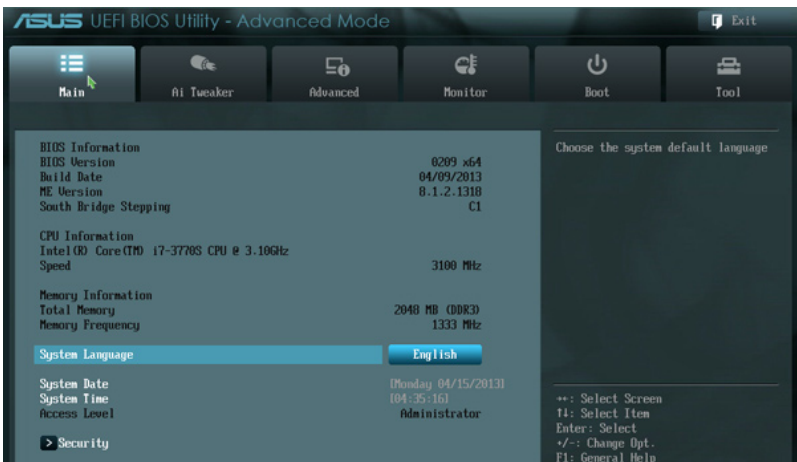 ASUS UEFI BIOS Utility - Advanced Mode
Exit
Main
Ai Tweaker
Advanced
Monitor
Boot
Tool
BIOS Information
BIOS Version 0209 x64
Build Date 04/09/2013
ME Version 8.1.2.1318
South Bridge Stepping C1
CPU Information
Intel(R) Core(TM) i7-3770S CPU @ 3.10GHz
Speed 3100 MHz
Memory Information
Total Memory 2048 MB (DDR3)
Memory Frequency 1333 MHz
System Language English
System Date [Monday 04/15/2013]
System Time [04:35:16]
Access Level Administrator
> Security
Choose the system default language
→←: Select Screen
↑↓: Select Item
Enter: Select
+/-: Change Opt.
F1: General Help